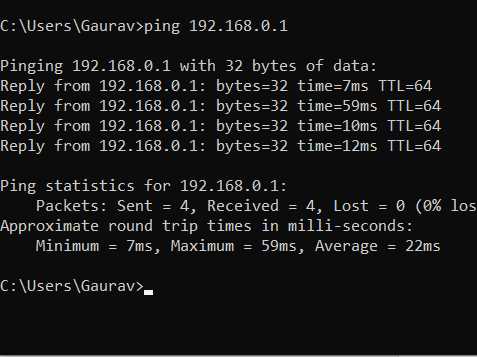 C:\Users\Gaurav>ping 192.168.0.1
Pinging 192.168.0.1 with 32 bytes of data:
Reply from 192.168.0.1: bytes=32 time=7ms TTL=64
Reply from 192.168.0.1: bytes=32 time=59ms TTL=64
Reply from 192.168.0.1: bytes=32 time=10ms TTL=64
Reply from 192.168.0.1: bytes=32 time=12ms TTL=64
Ping statistics for 192.168.0.1:
Packets: Sent = 4, Received = 4, Lost = 0 (0% los
Approximate round trip times in milli-seconds:
Minimum = 7ms, Maximum = 59ms, Average = 22ms
C:\Users\Gaurav>